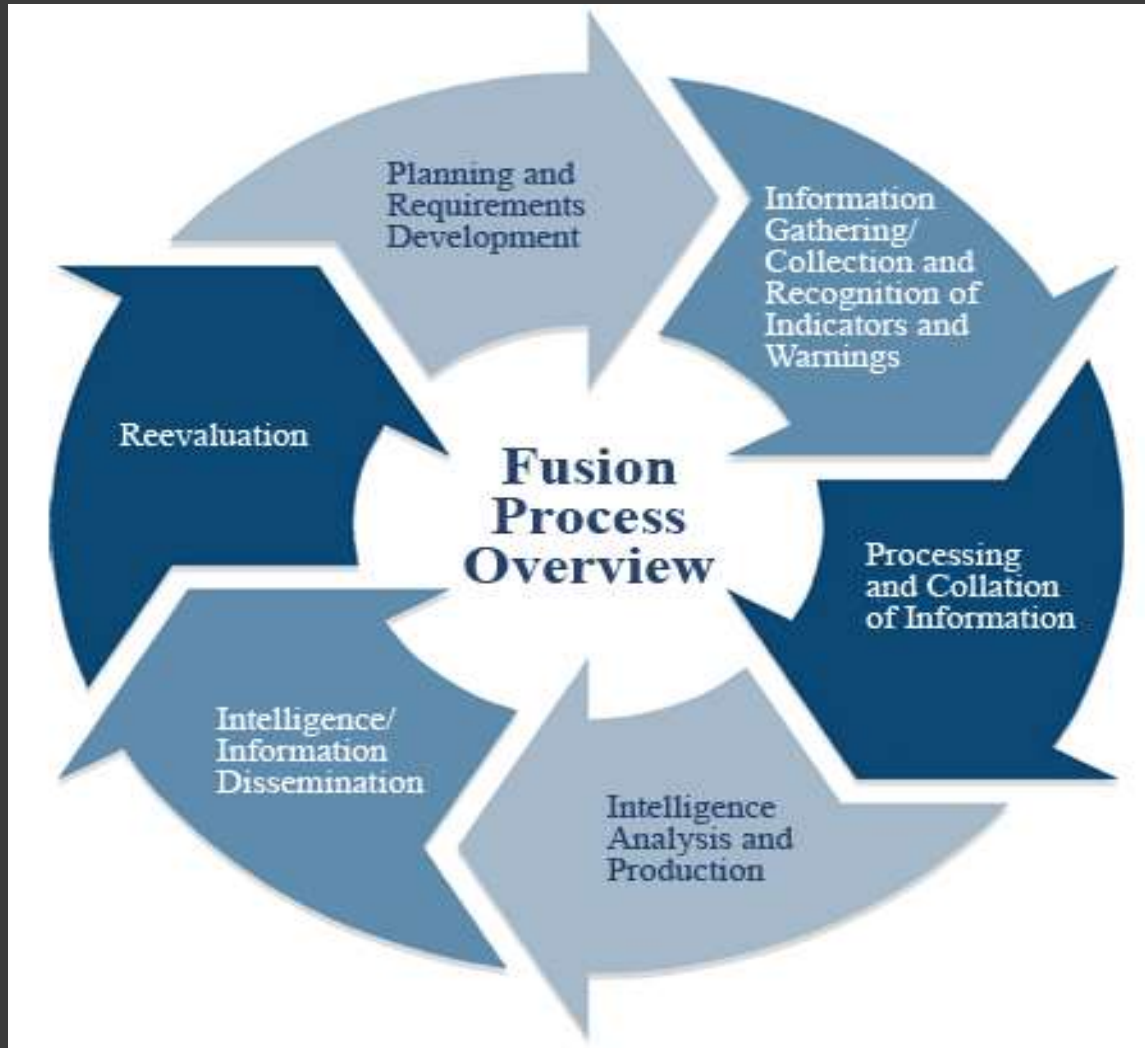 Planning and
Requirements
Development
Information
Gathering/
Collection and
Recognition of
Indicators and
Warnings
Processing
and Collation
of Information
Intelligence
Analysis and
Production
Intelligence/
Information
Dissemination
Reevaluation
Fusion
Process
Overview